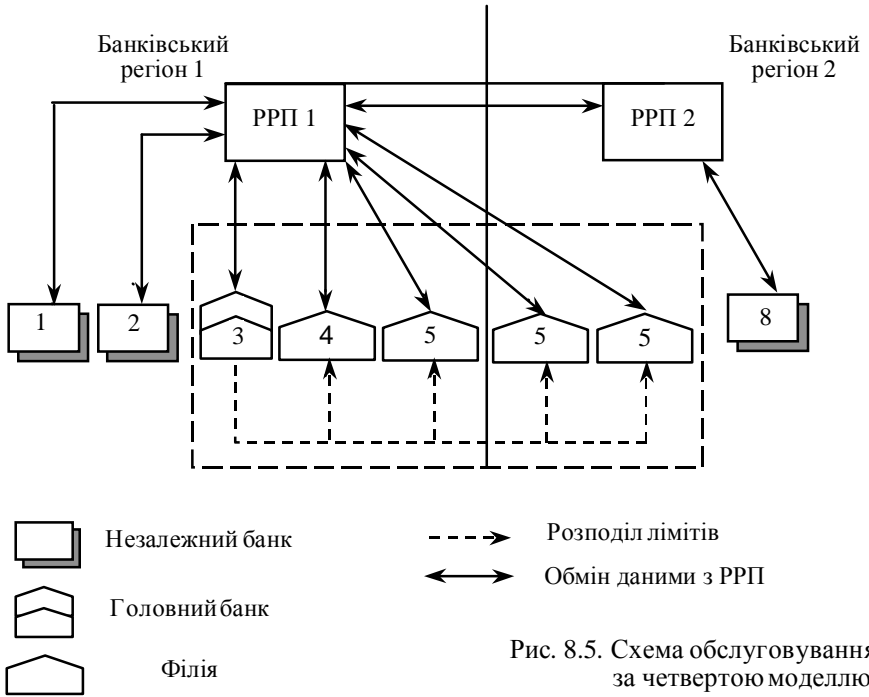 Банківський
регіон 1
Банківський
регіон 2
РРП 1
РРП 2
1
2
3
4
5
5
5
8
Незалежний банк
Головний банк
Філія
Розподіл лімітів
Обмін даними з РРП
Рис. 8.5. Схема обслуговування
за четвертою моделлю